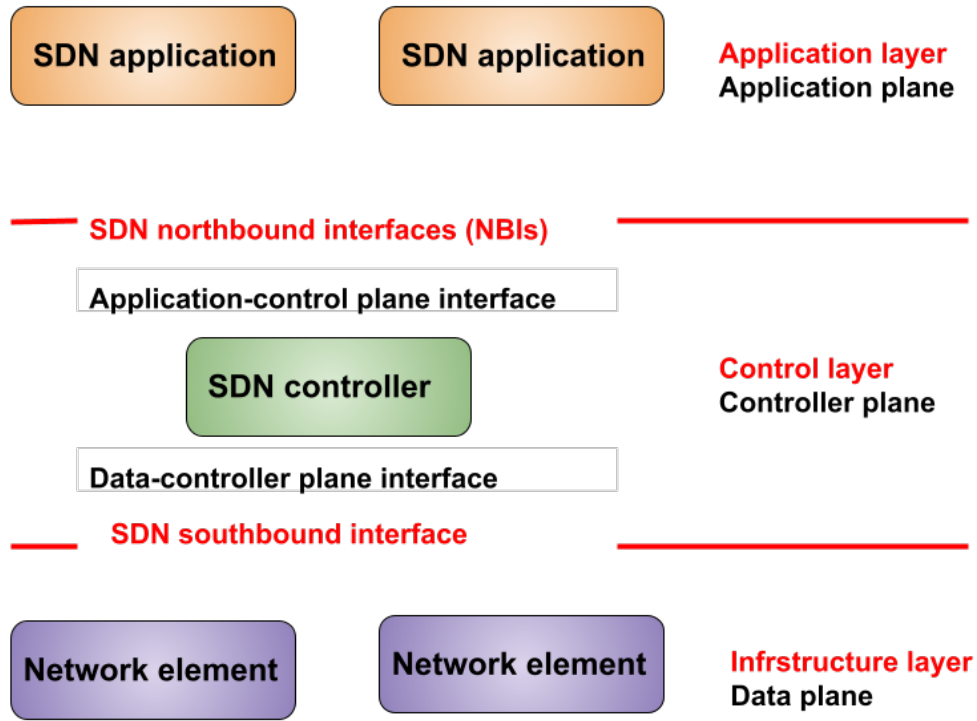 SDN application
SDN application
Application layer
Application plane
SDN northbound interfaces (NBIs)
Application-control plane interface
SDN controller
Control layer
Controller plane
Data-controller plane interface
SDN southbound interface
Network element
Network element
Infrstructure layer
Data plane